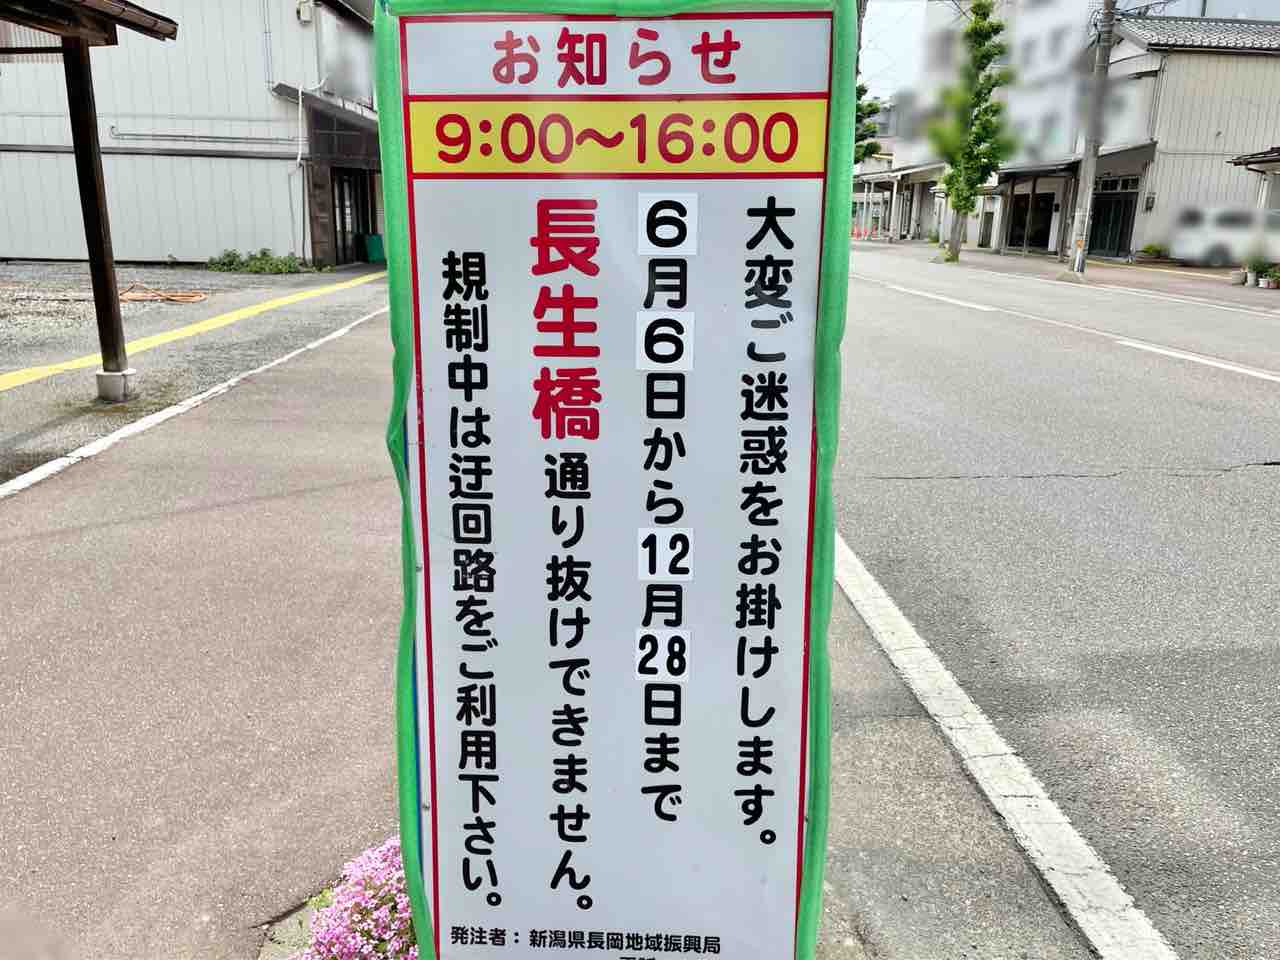 お知らせ
9:00～16:00
大変ご迷惑をお掛けします。
6月6日から12月28日まで
長生橋通り抜けできません。
規制中は迂回路をご利用下さい。
発注者：新潟県長岡地域振興局